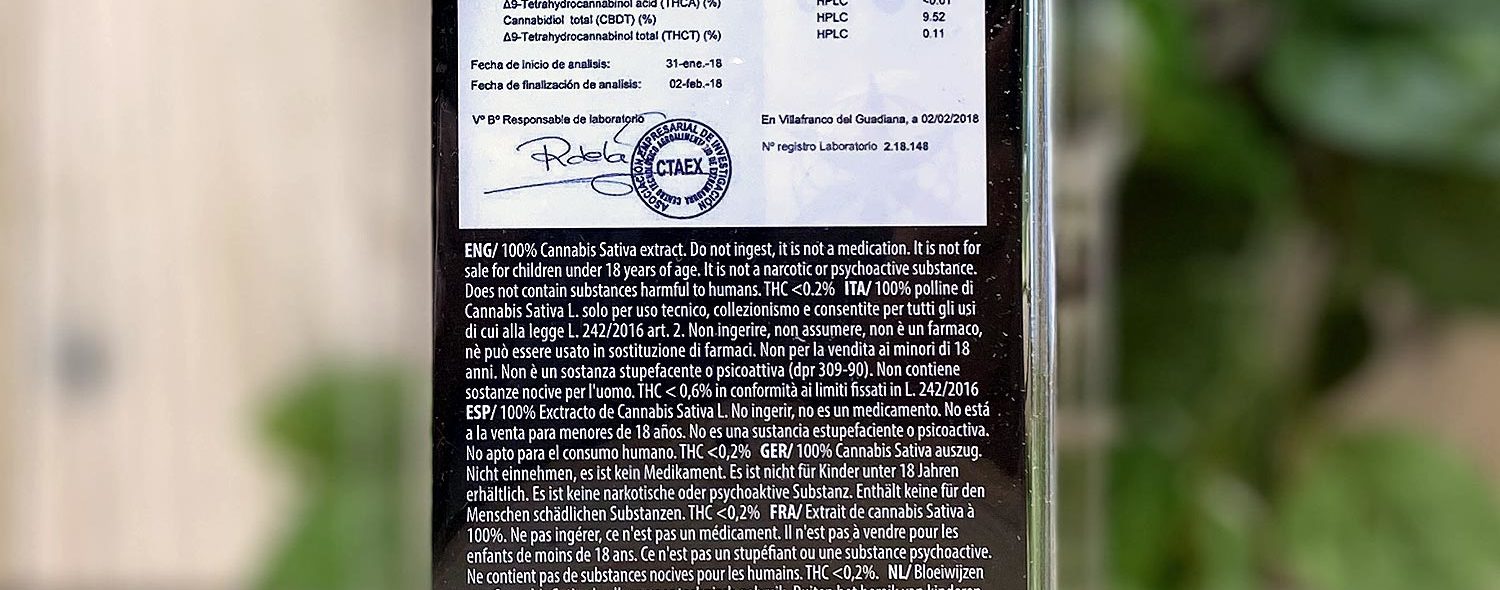 Δ9-Tetrahydrocannabinol acid (THCA) (%) HPLC <0.01
Cannabidiol total (CBDT) (%) HPLC 9.52
Δ9-Tetrahydrocannabinol total (THCT) (%) HPLC 0.11
Fecha de inicio de analisis: 31-ene.-18
Fecha de finalización de analisis: 02-feb.-18
Vº Bº Responsable de laboratorio
En Villafranco del Guadiana, a 02/02/2018
Nº registro Laboratorio 2.18.148
ASOCIACIÓN EMPRESARIAL DE INVESTIGACIÓN
CENTRO TECNOLÓGICO AGROALIMENTARIO DE EXTREMADURA
CTAEX
ENG/ 100% Cannabis Sativa extract. Do not ingest, it is not a medication. It is not for
sale for children under 18 years of age. It is not a narcotic or psychoactive substance.
Does not contain substances harmful to humans. THC <0.2% ITA/ 100% polline di
Cannabis Sativa L. solo per uso tecnico, collezionismo e consentite per tutti gli usi
di cui alla legge L. 242/2016 art. 2. Non ingerire, non assumere, non è un farmaco,
nè può essere usato in sostituzione di farmaci. Non per la vendita ai minori di 18
anni. Non è un sostanza stupefacente o psicoattiva (dpr 309-90). Non contiene
sostanze nocive per l'uomo. THC < 0,6% in conformità ai limiti fissati in L. 242/2016
ESP/ 100% Exctracto de Cannabis Sativa L. No ingerir, no es un medicamento. No está
a la venta para menores de 18 años. No es una sustancia estupefaciente o psicoactiva.
No apto para el consumo humano. THC <0,2% GER/ 100% Cannabis Sativa auszug.
Nicht einnehmen, es ist kein Medikament. Es ist nicht für Kinder unter 18 Jahren
erhältlich. Es ist keine narkotische oder psychoaktive Substanz. Enthält keine für den
Menschen schädlichen Substanzen. THC <0,2% FRA/ Extrait de cannabis Sativa à
100%. Ne pas ingérer, ce n'est pas un médicament. Il n'est pas à vendre pour les
enfants de moins de 18 ans. Ce n'est pas un stupéfiant ou une substance psychoactive.
Ne contient pas de substances nocives pour les humains. THC <0,2%. NL/ Bloeiwijzen